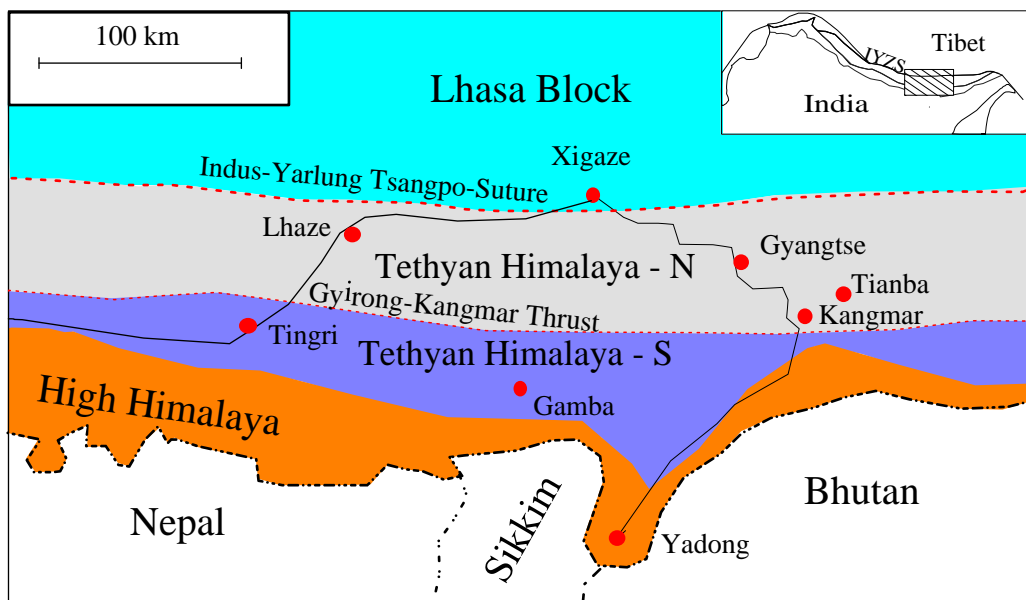 100 km
IYZS
Tibet
India
Lhasa Block
Xigaze
Indus-Yarlung Tsangpo-Suture
Lhaze
Gyangtse
Tethyan Himalaya - N
Tianba
Gyirong-Kangmar Thrust
Kangmar
Tingri
Tethyan Himalaya - S
Gamba
High Himalaya
Bhutan
Nepal
Sikkim
Yadong